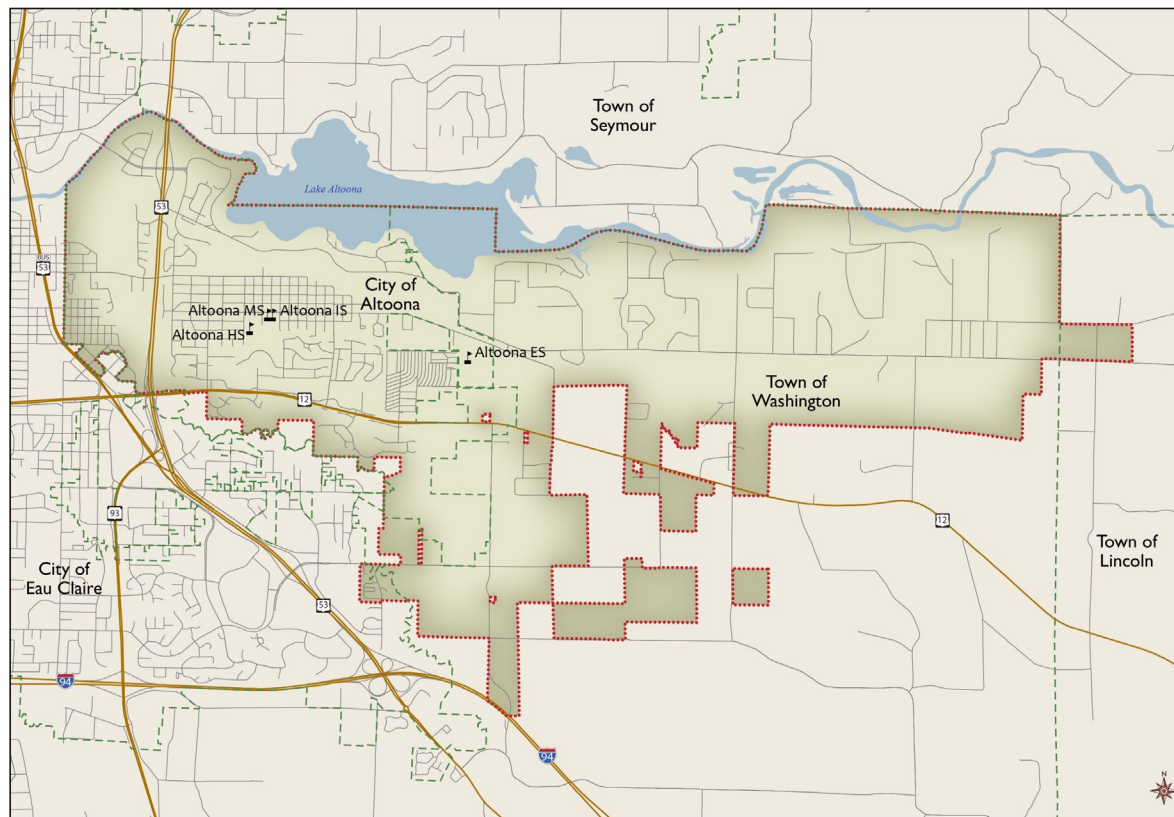 Town of
Seymour
Lake Altoona
53
BUS
53
City of
Altoona
Altoona MS
Altoona IS
Altoona HS
Altoona ES
Town of
Washington
12
12
93
City of
Eau Claire
Town of
Lincoln
53
94
94
N